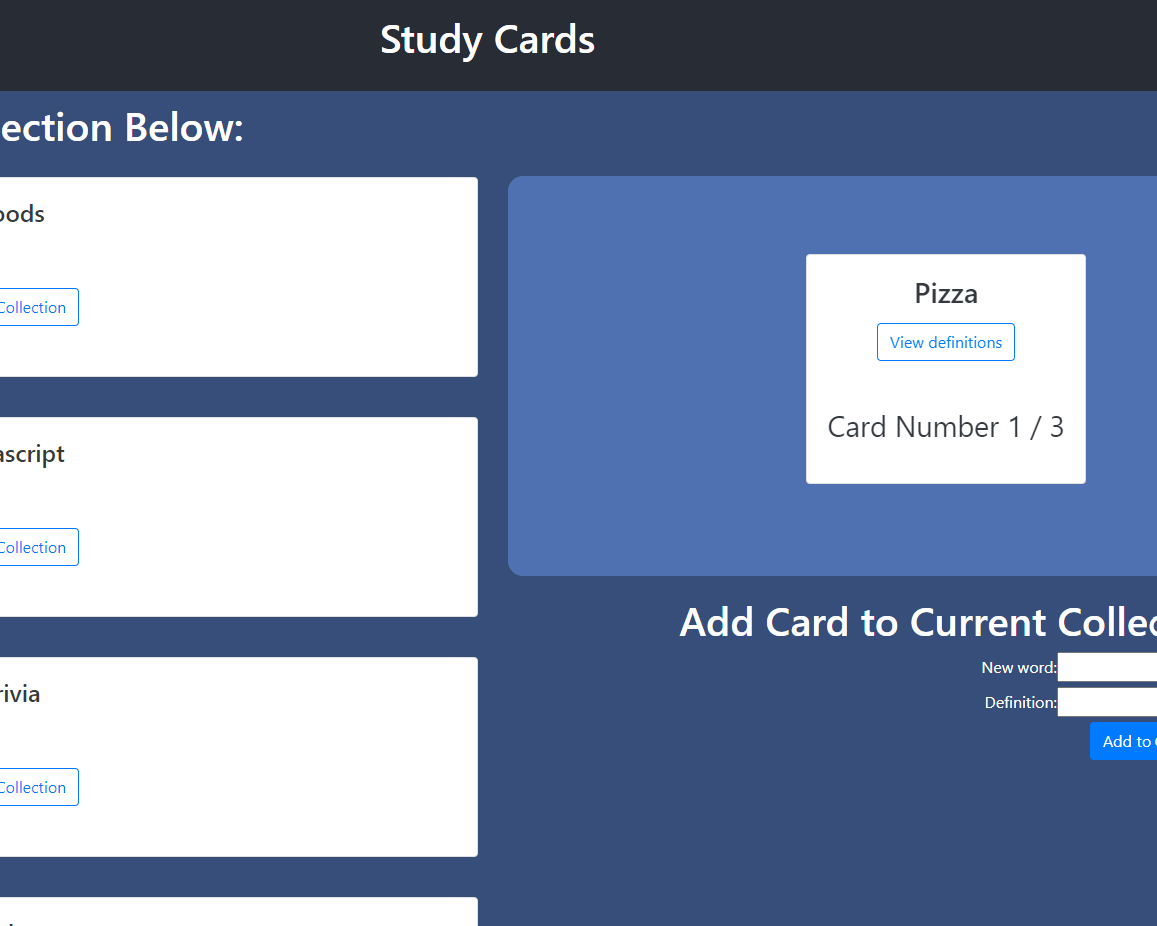 Study Cards
ection Below:
oods
Collection
ascript
Collection
rivia
Collection
Pizza
View definitions
Card Number 1 / 3
Add Card to Current Collec
New word:
Definition:
Add to